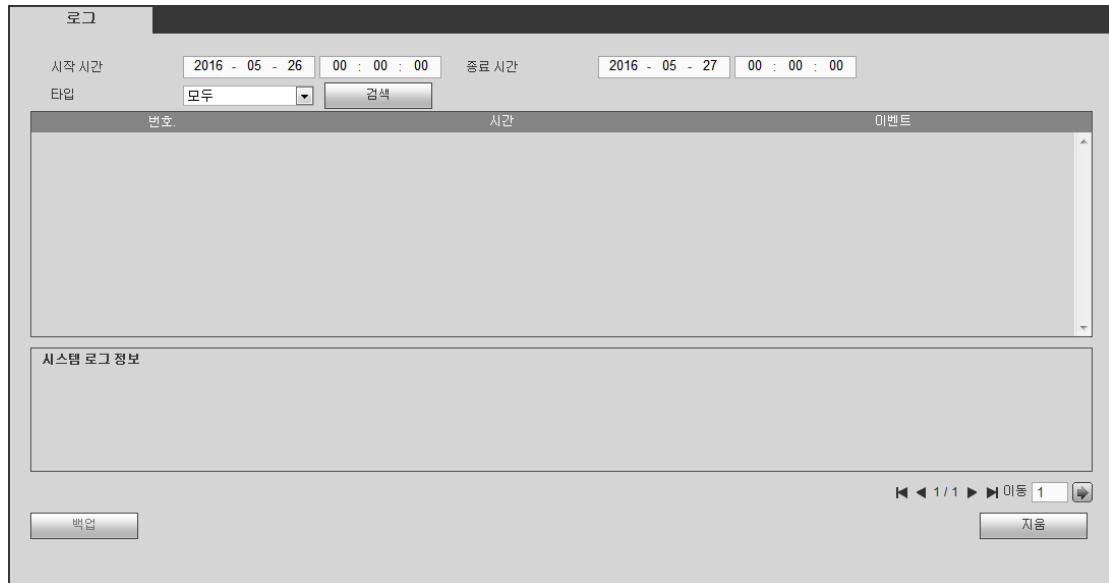 로그
시작 시간 2016 - 05 - 26 00 : 00 : 00 종료 시간 2016 - 05 - 27 00 : 00 : 00
타입 모두 검색
번호. 시간 이벤트
시스템 로그 정보
1 / 1 이동 1
백업 지움